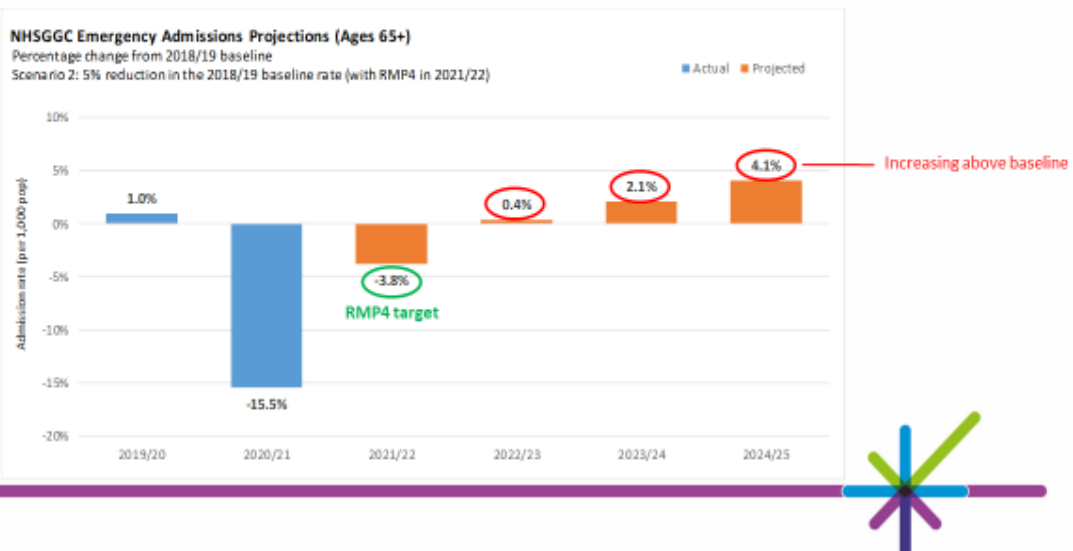 NHSGGC Emergency Admissions Projections (Ages 65+)
Percentage change from 2018/19 baseline
Scenario 2: 5% reduction in the 2018/19 baseline rate (with RMP4 in 2021/22)
Actual Projected
10%
5%
0%
-5%
-10%
-15%
-20%
Admission rate (per 1,000 pop)
1.0%
-15.5%
-3.8%
RMP4 target
0.4%
2.1%
4.1%
Increasing above baseline
2019/20 2020/21 2021/22 2022/23 2023/24 2024/25